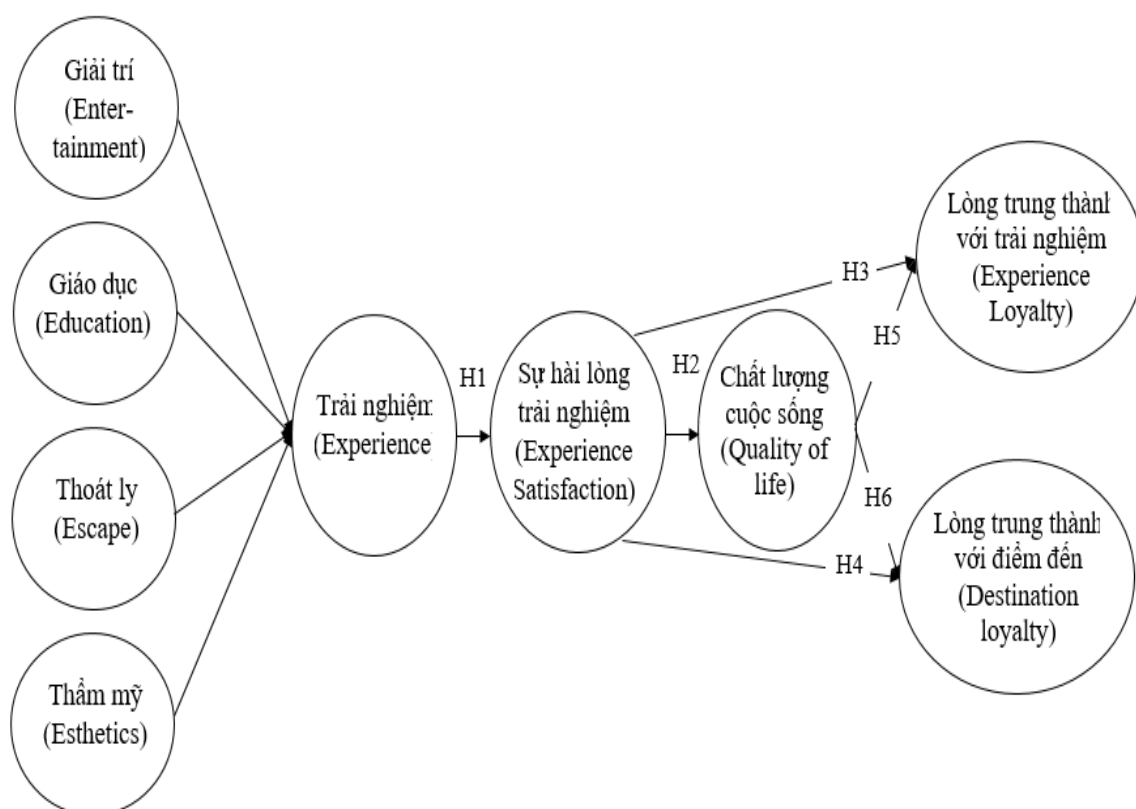 Giải trí
(Enter-
tainment)
Giáo dục
(Education)
Thoát ly
(Escape)
Thẩm mỹ
(Esthetics)
Trải nghiệm
(Experience)
H1
Sự hài lòng
trải nghiệm
(Experience
Satisfaction)
H2
Chất lượng
cuộc sống
(Quality of
life)
H3
H5
H6
H4
Lòng trung thành
với trải nghiệm
(Experience
Loyalty)
Lòng trung thành
với điểm đến
(Destination
loyalty)